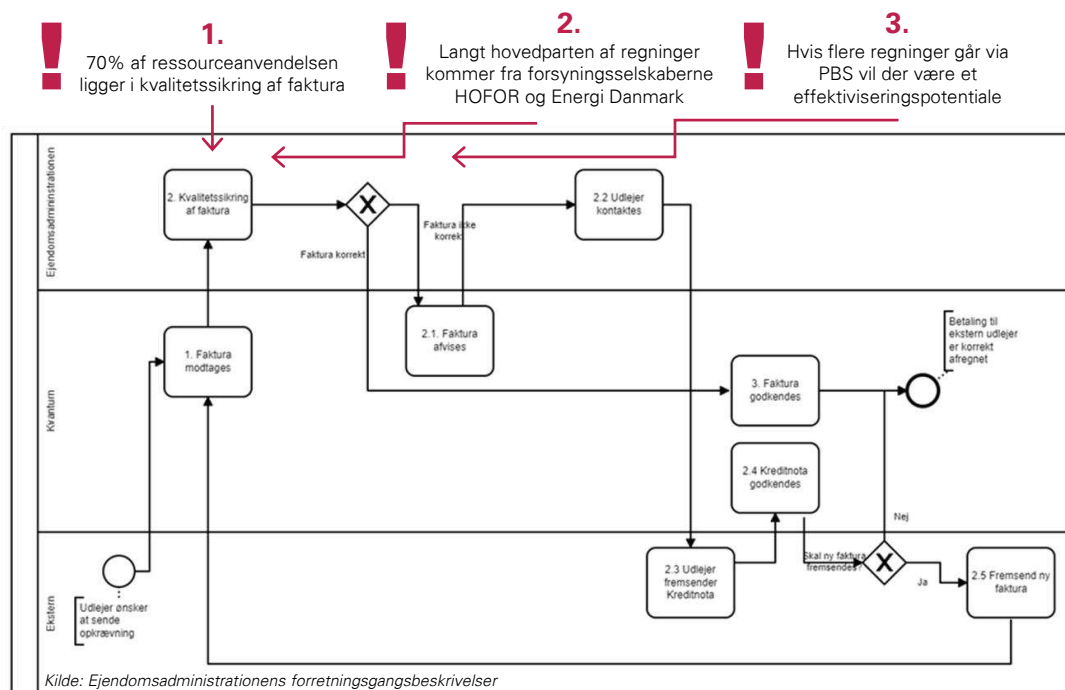 !
1.
70% af ressourceanvendelsen
ligger i kvalitetssikring af faktura
!
2.
Langt hovedparten af regninger
kommer fra forsyningsselskaberne
HOFOR og Energi Danmark
!
3.
Hvis flere regninger går via
PBS vil der være et
effektiviseringspotentiale
Ejendomsadmininstrationen
2. Kvalitetssikring
af faktura
X
Faktura korrekt
Faktura ikke
korrekt
2.2 Udlejer
kontaktes
Kvantum
1. Faktura
modtages
2.1. Faktura
afvises
3. Faktura
godkendes
Betaling til
ekstern udlejer
er korrekt
afregnet
2.4 Kreditnota
godkendes
Nej
Ekstern
Udlejer ønsker
at sende
opkrævning
2.3 Udlejer
fremsender
Kreditnota
Skal ny faktura
fremsendes?
X
Ja
2.5 Fremsend ny
faktura
Kilde: Ejendomsadministrationens forretningsgangsbeskrivelser